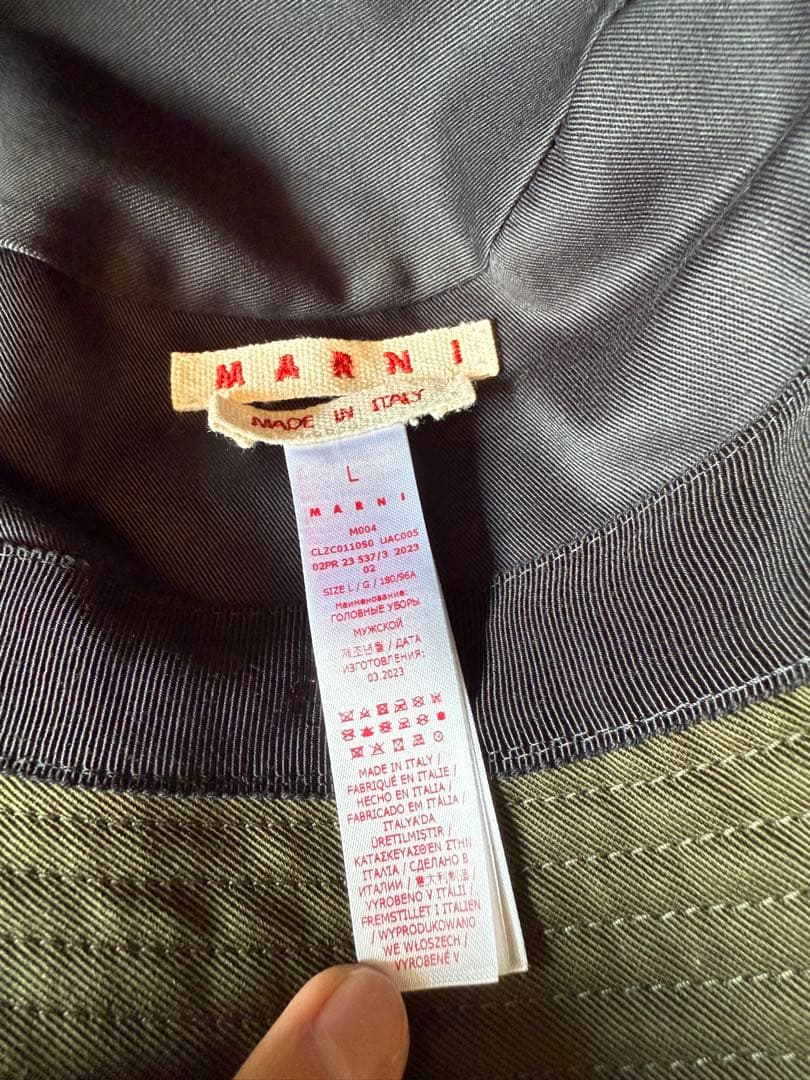 MARNI
MADE IN ITALY
L
MARNI
M004
CLZC011OS0 UAC005
02PR 23 537/3 2023
02
SIZE L / G / 180/96A
Наименование:
ГОЛОВНЫЕ УБОРЫ
МУЖСКОЙ
제조년월 / ДАТА
ИЗГОТОВЛЕНИЯ:
03.2023
MADE IN ITALY /
FABRIQUÉ EN ITALIE /
HECHO EN ITALIA /
FABRICADO EM ITÁLIA /
ITALYA'DA
ÜRETILMIŞTIR /
ΚΑΤΑΣΚΕΥΑΣΘΕΝ ΣΤΗΝ
ΙΤΑΛΙΑ / СДЕЛАНО В
ИТАЛИИ / 意大利制造 /
VYROBENO V ITÁLII /
FREMSTILLET I ITALIEN
/ WYPRODUKOWANO
WE WŁOSZECH /
VYROBENÉ V